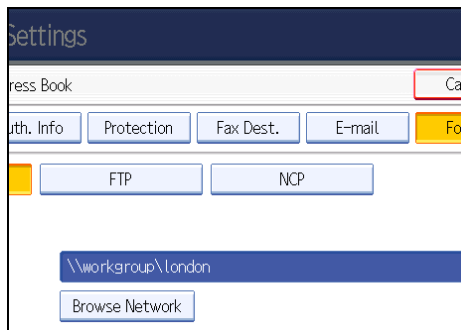 Settings
ress Book Ca
uth. Info Protection Fax Dest. E-mail Fo
FTP NCP
\\workgroup\london
Browse Network